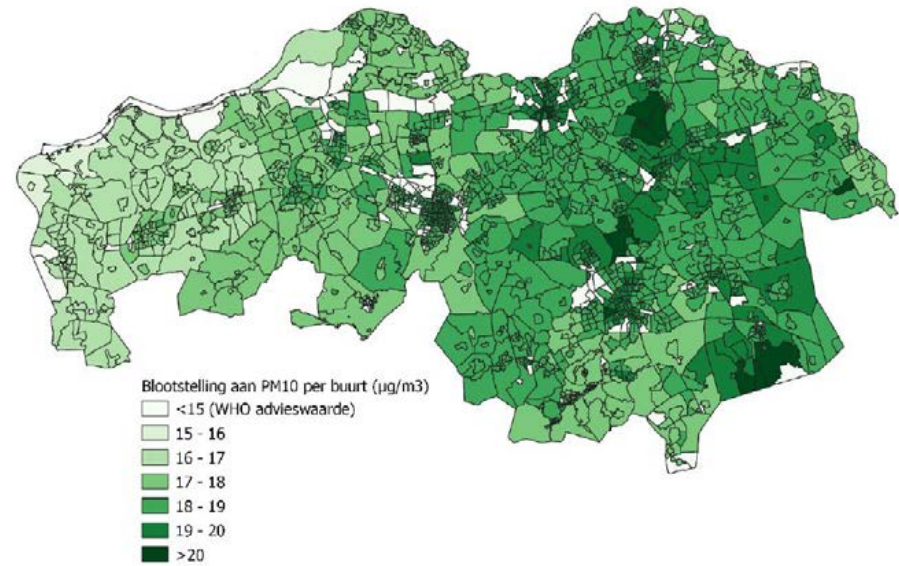 Blootstelling aan PM10 per buurt (µg/m3)
<15 (WHO advieswaarde)
15 - 16
16 - 17
17 - 18
18 - 19
19 - 20
>20